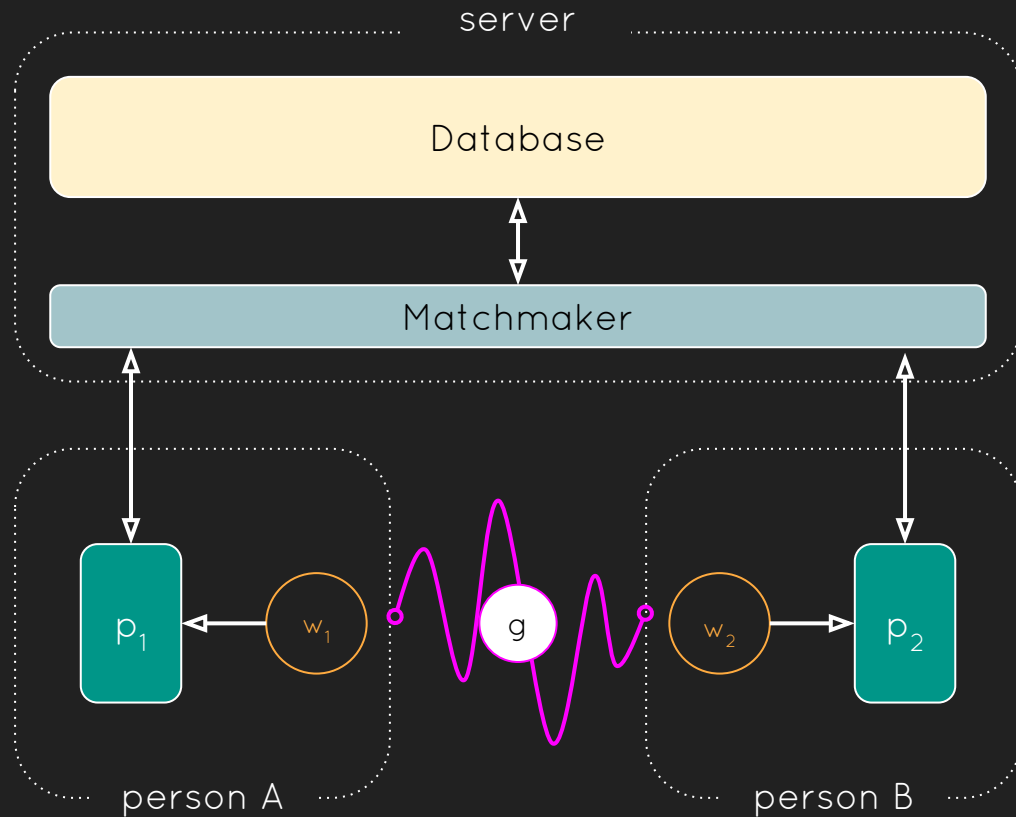 server
Database
Matchmaker
p₁
w₁
g
w₂
p₂
person A
person B